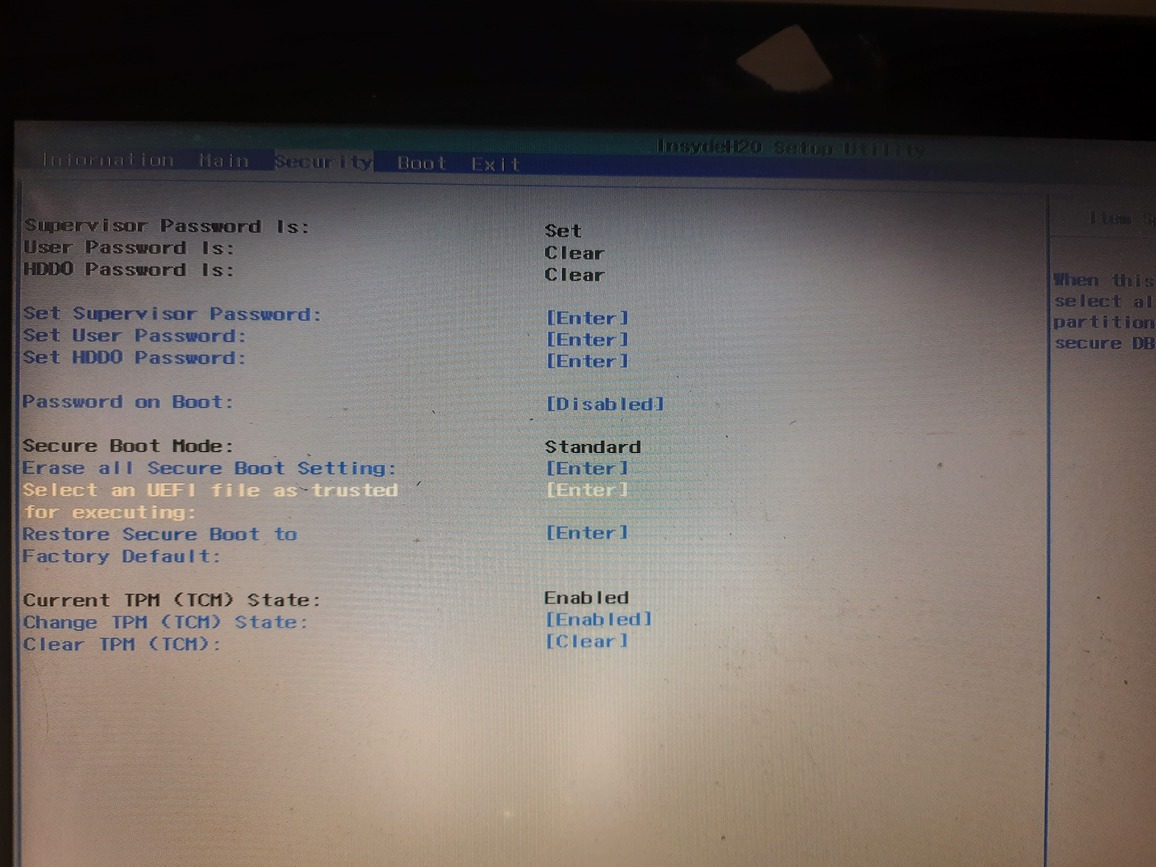 InsydeH20 Setup Utility
Information Main Security Boot Exit
Supervisor Password Is: Set
User Password Is: Clear
HDD0 Password Is: Clear
Set Supervisor Password: [Enter]
Set User Password: [Enter]
Set HDD0 Password: [Enter]
Password on Boot: [Disabled]
Secure Boot Mode: Standard
Erase all Secure Boot Setting: [Enter]
Select an UEFI file as trusted [Enter]
for executing:
Restore Secure Boot to [Enter]
Factory Default:
Current TPM (TCM) State: Enabled
Change TPM (TCM) State: [Enabled]
Clear TPM (TCM): [Clear]
Item
When this
select al
partition
secure DB